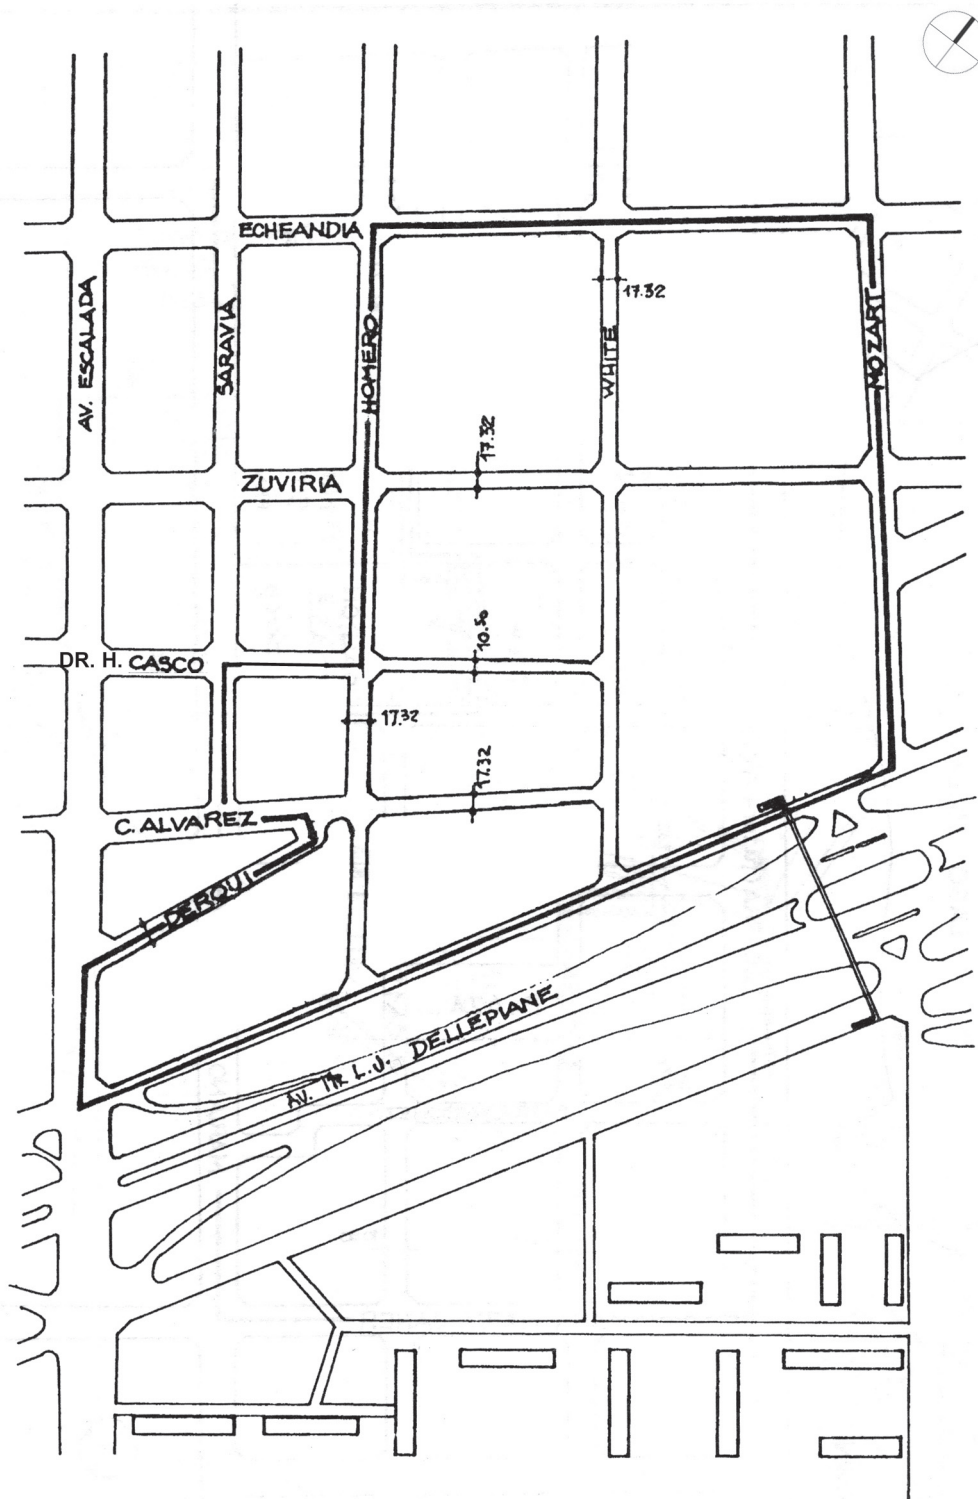 ECHEANDIA
AV. ESCALADA
SARAVIA
HOMERO
17.32
WHITE
MOZART
17.32
ZUVIRIA
10.50
DR. H. CASCO
17.32
17.32
C. ALVAREZ
DERQUI
AV. L.J. DELLEPIANE